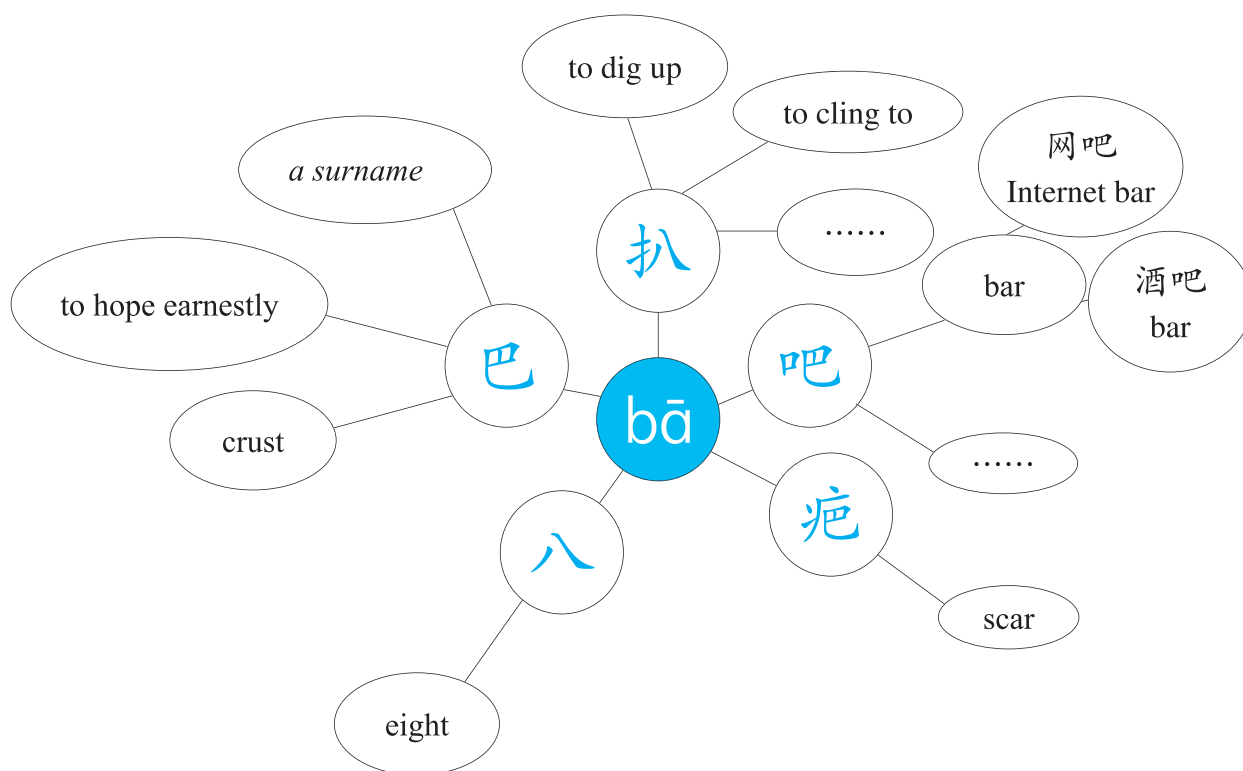 to dig up
to cling to
……
扒
a surname
to hope earnestly
crust
巴
bā
吧
bar
网吧
Internet bar
酒吧
bar
……
疤
scar
八
eight